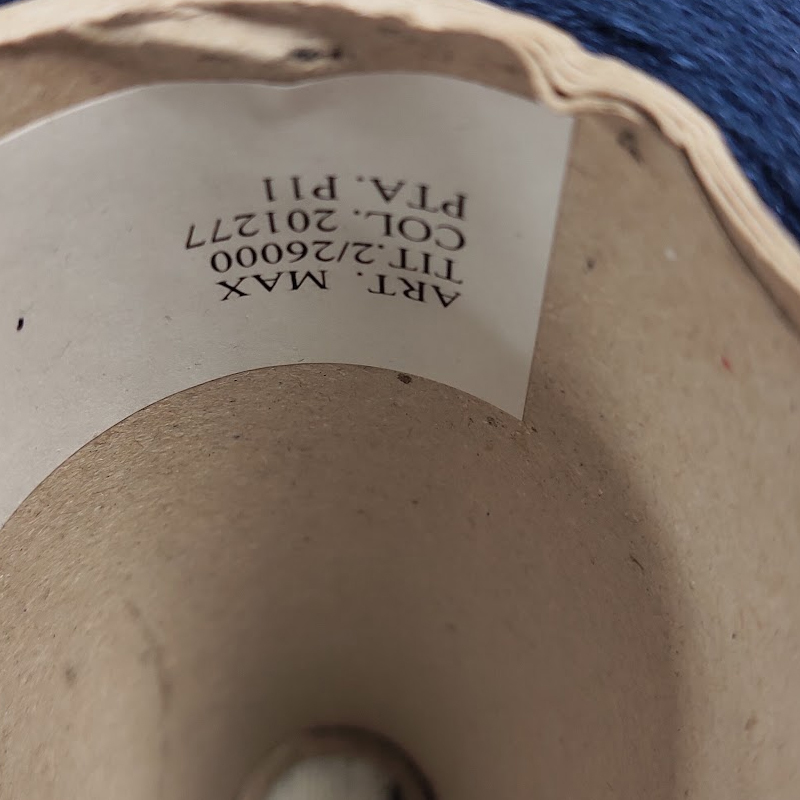 ART. MAX
TIT.2/26000
COL. 201277
PTA. P11